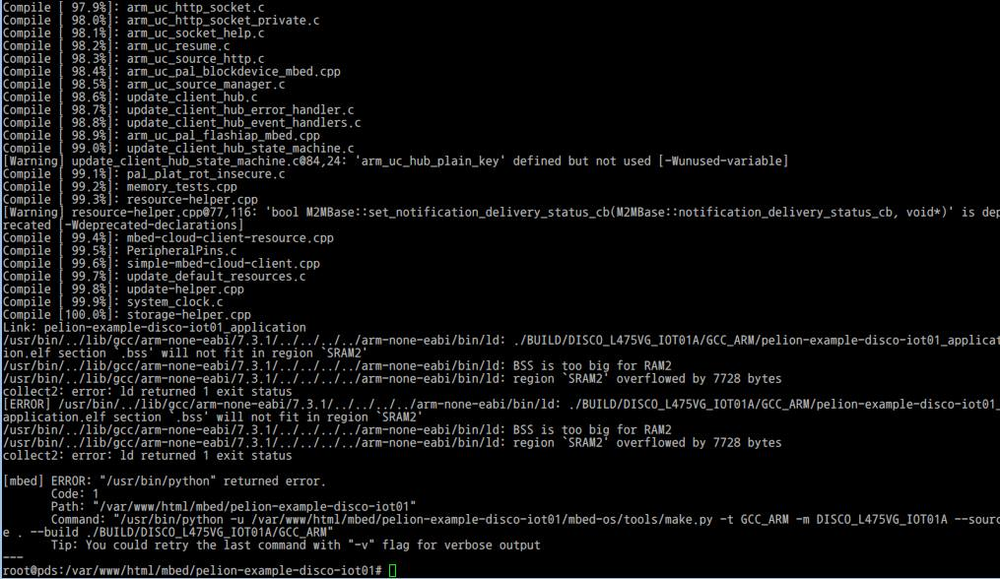 Compile [ 97.9%]: arm_uc_http_socket.c
Compile [ 98.0%]: arm_uc_http_socket_private.c
Compile [ 98.1%]: arm_uc_socket_help.c
Compile [ 98.2%]: arm_uc_resume.c
Compile [ 98.3%]: arm_uc_source_http.c
Compile [ 98.4%]: arm_uc_pal_blockdevice_mbed.cpp
Compile [ 98.5%]: arm_uc_source_manager.c
Compile [ 98.6%]: update_client_hub.c
Compile [ 98.7%]: update_client_hub_error_handler.c
Compile [ 98.8%]: update_client_hub_event_handlers.c
Compile [ 98.9%]: arm_uc_pal_flashiap_mbed.cpp
Compile [ 99.0%]: update_client_hub_state_machine.c
[Warning] update_client_hub_state_machine.c@84,24: 'arm_uc_hub_plain_key' defined but not used [-Wunused-variable]
Compile [ 99.1%]: pal_plat_rot_insecure.c
Compile [ 99.2%]: memory_tests.cpp
Compile [ 99.3%]: resource-helper.cpp
[Warning] resource-helper.cpp@77,116: 'bool M2MBase::set_notification_delivery_status_cb(M2MBase::notification_delivery_status_cb, void*)' is dep
recated [-Wdeprecated-declarations]
Compile [ 99.4%]: mbed-cloud-client-resource.cpp
Compile [ 99.5%]: PeripheralPins.c
Compile [ 99.6%]: simple-mbed-cloud-client.cpp
Compile [ 99.7%]: update_default_resources.c
Compile [ 99.8%]: update-helper.cpp
Compile [ 99.9%]: system_clock.c
Compile [100.0%]: storage-helper.cpp
Link: pelion-example-disco-iot01_application
/usr/bin/../lib/gcc/arm-none-eabi/7.3.1/../../../../arm-none-eabi/bin/ld: ./BUILD/DISCO_L475VG_IOT01A/GCC_ARM/pelion-example-disco-iot01_applicat
ion.elf section `.bss' will not fit in region `SRAM2'
/usr/bin/../lib/gcc/arm-none-eabi/7.3.1/../../../../arm-none-eabi/bin/ld: BSS is too big for RAM2
/usr/bin/../lib/gcc/arm-none-eabi/7.3.1/../../../../arm-none-eabi/bin/ld: region `SRAM2' overflowed by 7728 bytes
collect2: error: ld returned 1 exit status
[ERROR] /usr/bin/../lib/gcc/arm-none-eabi/7.3.1/../../../../arm-none-eabi/bin/ld: ./BUILD/DISCO_L475VG_IOT01A/GCC_ARM/pelion-example-disco-iot01_
application.elf section `.bss' will not fit in region `SRAM2'
/usr/bin/../lib/gcc/arm-none-eabi/7.3.1/../../../../arm-none-eabi/bin/ld: BSS is too big for RAM2
/usr/bin/../lib/gcc/arm-none-eabi/7.3.1/../../../../arm-none-eabi/bin/ld: region `SRAM2' overflowed by 7728 bytes
collect2: error: ld returned 1 exit status
[mbed] ERROR: "/usr/bin/python" returned error.
Code: 1
Path: "/var/www/html/mbed/pelion-example-disco-iot01"
Command: "/usr/bin/python -u /var/www/html/mbed/pelion-example-disco-iot01/mbed-os/tools/make.py -t GCC_ARM -m DISCO_L475VG_IOT01A --sourc
e . --build ./BUILD/DISCO_L475VG_IOT01A/GCC_ARM"
Tip: You could retry the last command with "-v" flag for verbose output
---
root@pds:/var/www/html/mbed/pelion-example-disco-iot01#